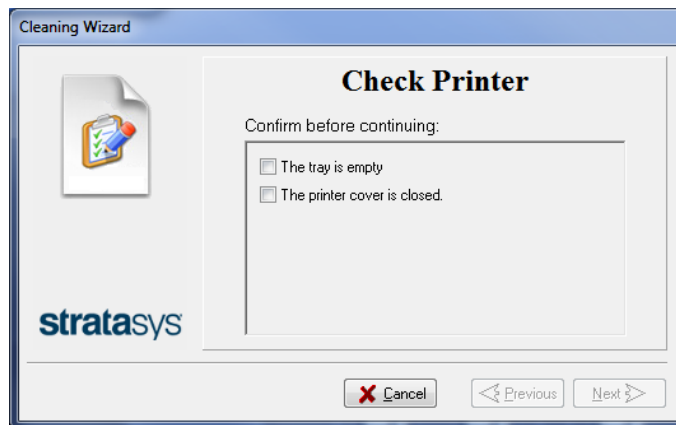 Cleaning Wizard
Check Printer
Confirm before continuing:
The tray is empty
The printer cover is closed.
stratasys
Cancel
Previous
Next